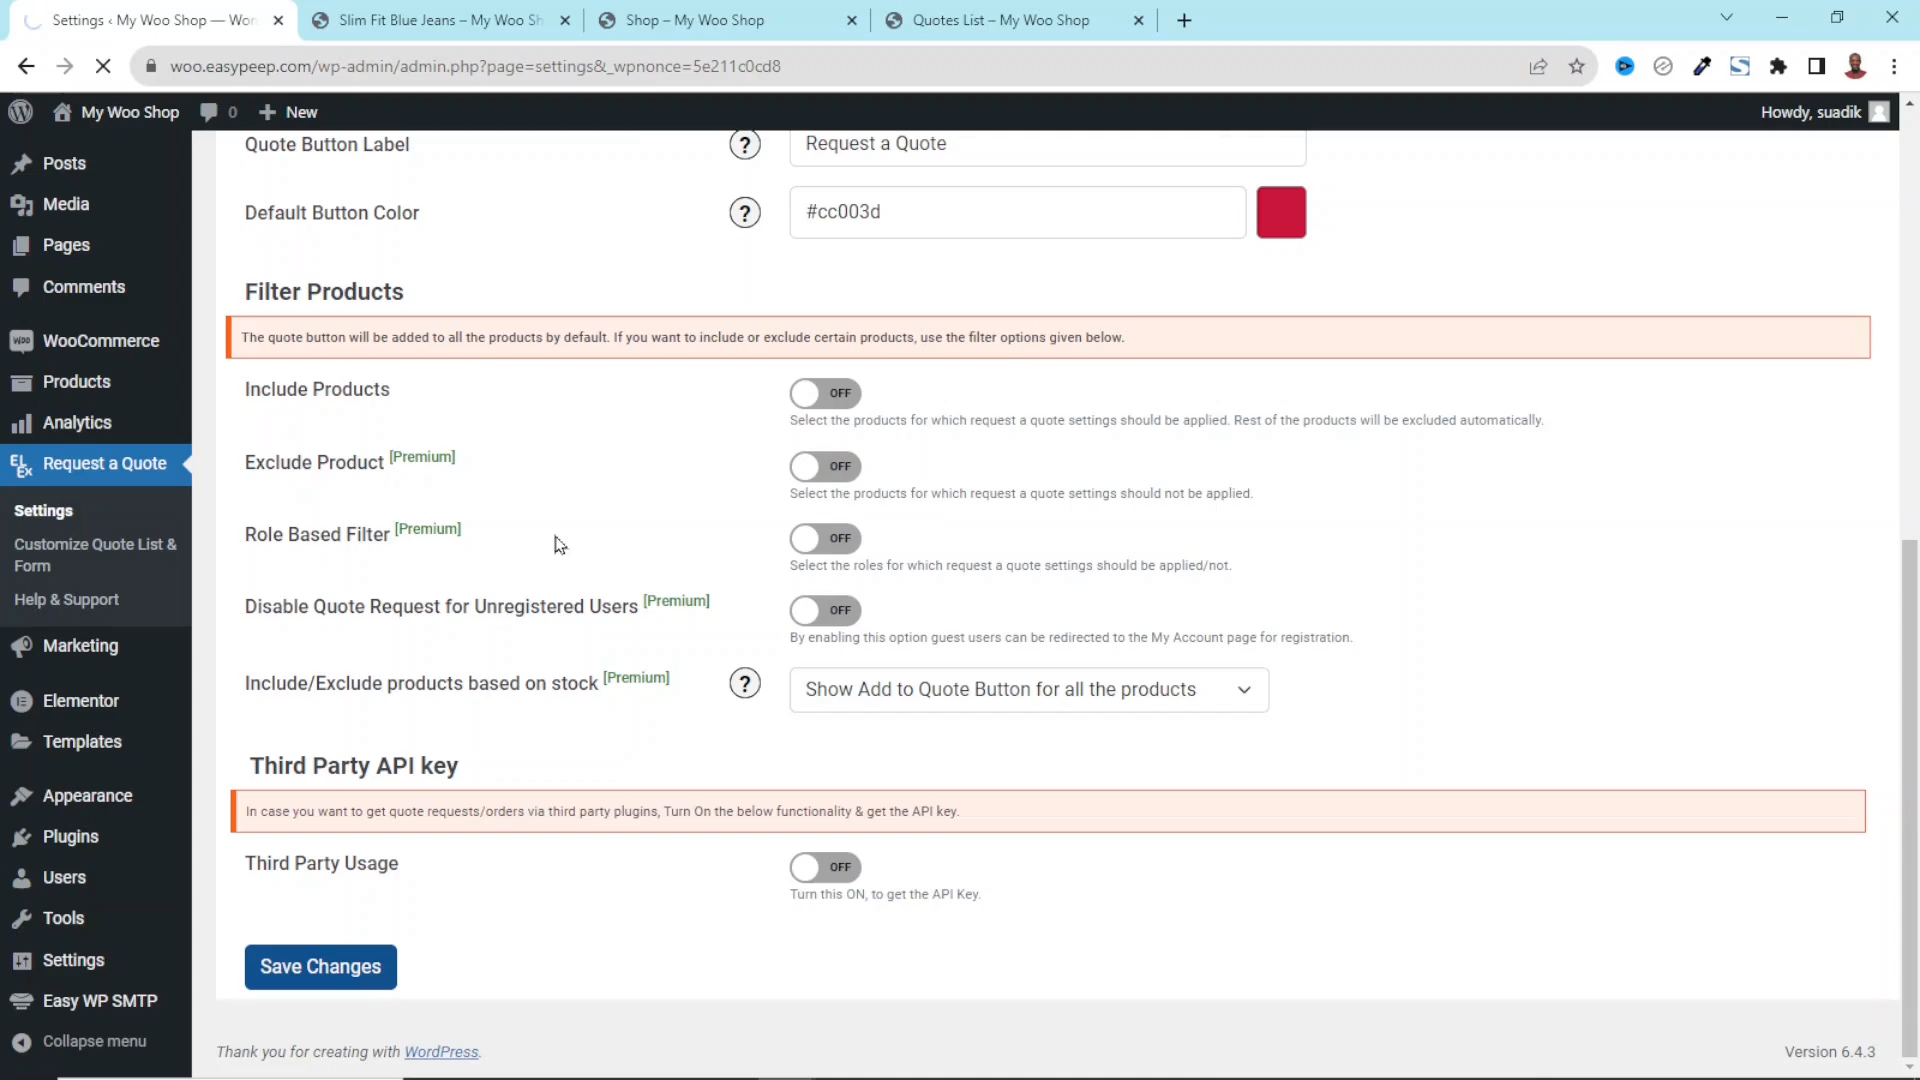 Settings ‹ My Woo Shop — Wor
Slim Fit Blue Jeans – My Woo Sh
Shop – My Woo Shop
Quotes List – My Woo Shop
woo.easypeep.com/wp-admin/admin.php?page=settings&_wpnonce=5e211c0cd8
My Woo Shop
0
New
Howdy, suadik
Posts
Media
Pages
Comments
WooCommerce
Products
Analytics
Request a Quote
Settings
Customize Quote List &
Form
Help & Support
Marketing
Elementor
Templates
Appearance
Plugins
Users
Tools
Settings
Easy WP SMTP
Collapse menu
Quote Button Label
?
Request a Quote
Default Button Color
?
#cc003d
Filter Products
The quote button will be added to all the products by default. If you want to include or exclude certain products, use the filter options given below.
Include Products
OFF
Select the products for which request a quote settings should be applied. Rest of the products will be excluded automatically.
Exclude Product [Premium]
OFF
Select the products for which request a quote settings should not be applied.
Role Based Filter [Premium]
OFF
Select the roles for which request a quote settings should be applied/not.
Disable Quote Request for Unregistered Users [Premium]
OFF
By enabling this option guest users can be redirected to the My Account page for registration.
Include/Exclude products based on stock [Premium]
?
Show Add to Quote Button for all the products
Third Party API key
In case you want to get quote requests/orders via third party plugins, Turn On the below functionality & get the API key.
Third Party Usage
OFF
Turn this ON, to get the API Key.
Save Changes
Thank you for creating with WordPress.
Version 6.4.3